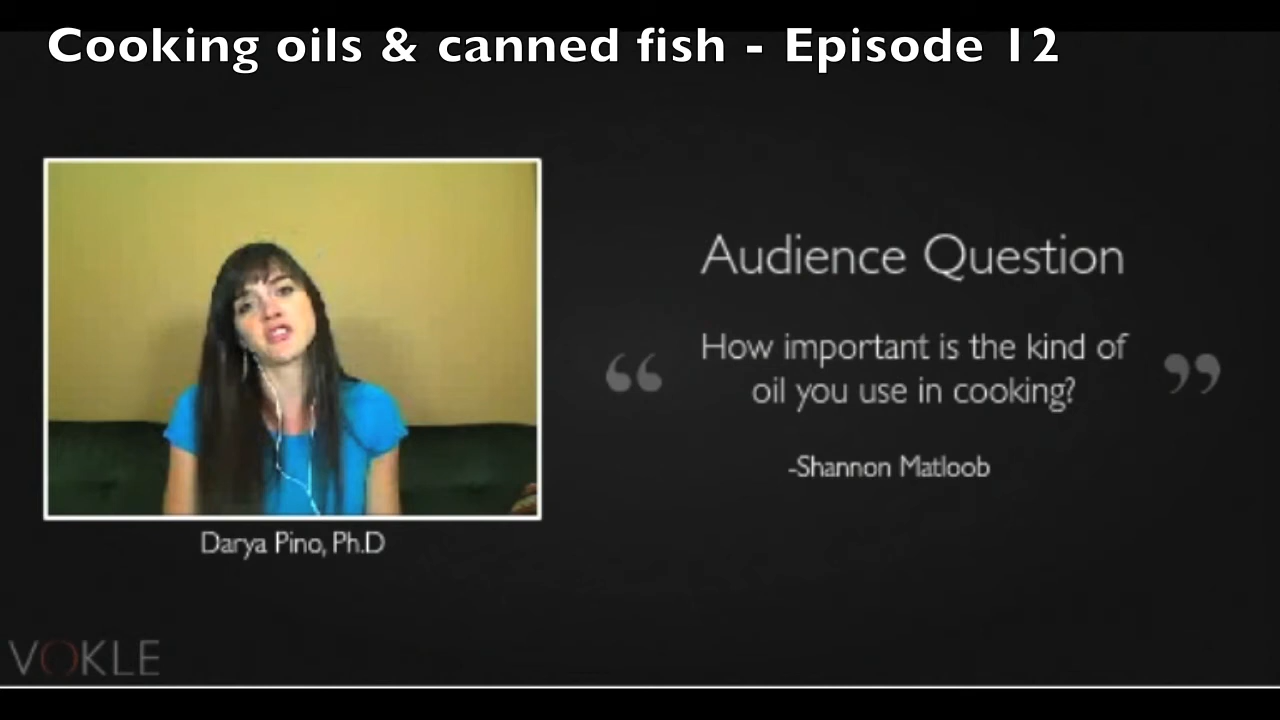 Cooking oils & canned fish - Episode 12
Audience Question
“ How important is the kind of ”
oil you use in cooking?
-Shannon Matloob
Darya Pino, Ph.D
VOKLE